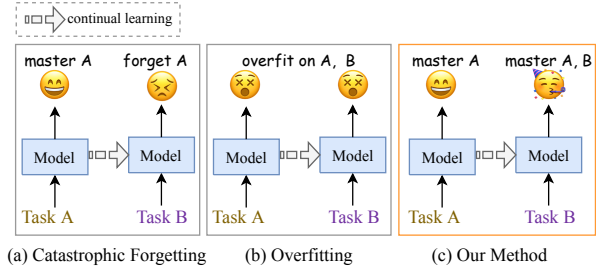 continual learning
master A
forget A
Model
Model
Task A
Task B
(a) Catastrophic Forgetting
overfit on A, B
Model
Model
Task A
Task B
(b) Overfitting
master A
master A, B
Model
Model
Task A
Task B
(c) Our Method